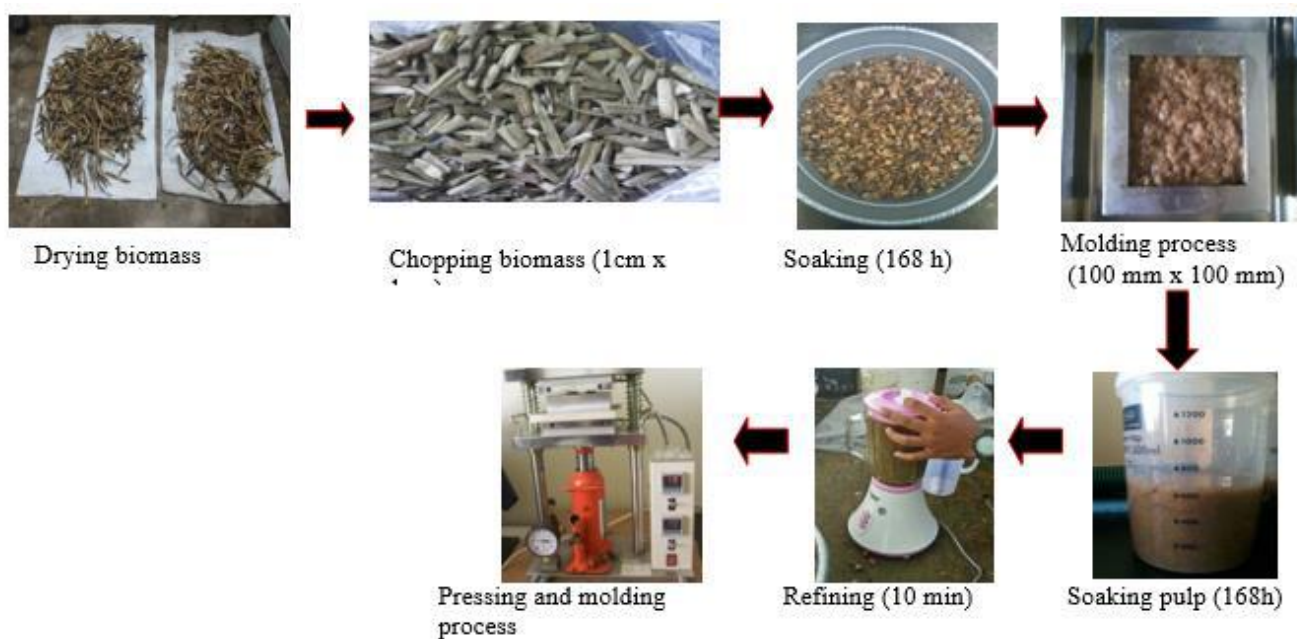 Drying biomass
Chopping biomass (1cm x
Soaking (168 h)
Molding process
(100 mm x 100 mm)
Soaking pulp (168h)
Refining (10 min)
Pressing and molding
process